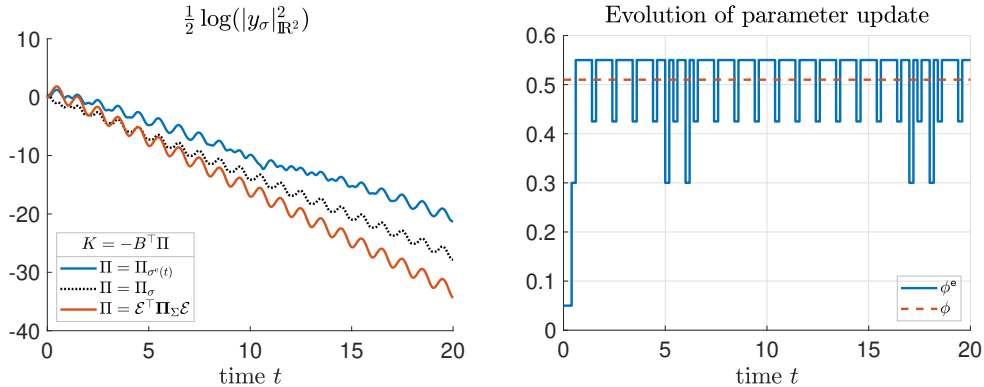 ½ log(|y_σ|²_ℝ²)
10
0
-10
-20
-30
-40
K = −B⊤Π
Π = Π_σᵉ(t)
Π = Π_σ
Π = ℰ⊤𝚷_Σℰ
0
5
10
15
20
time t
Evolution of parameter update
0.6
0.5
0.4
0.3
0.2
0.1
0
ϕᵉ
ϕ
0
5
10
15
20
time t